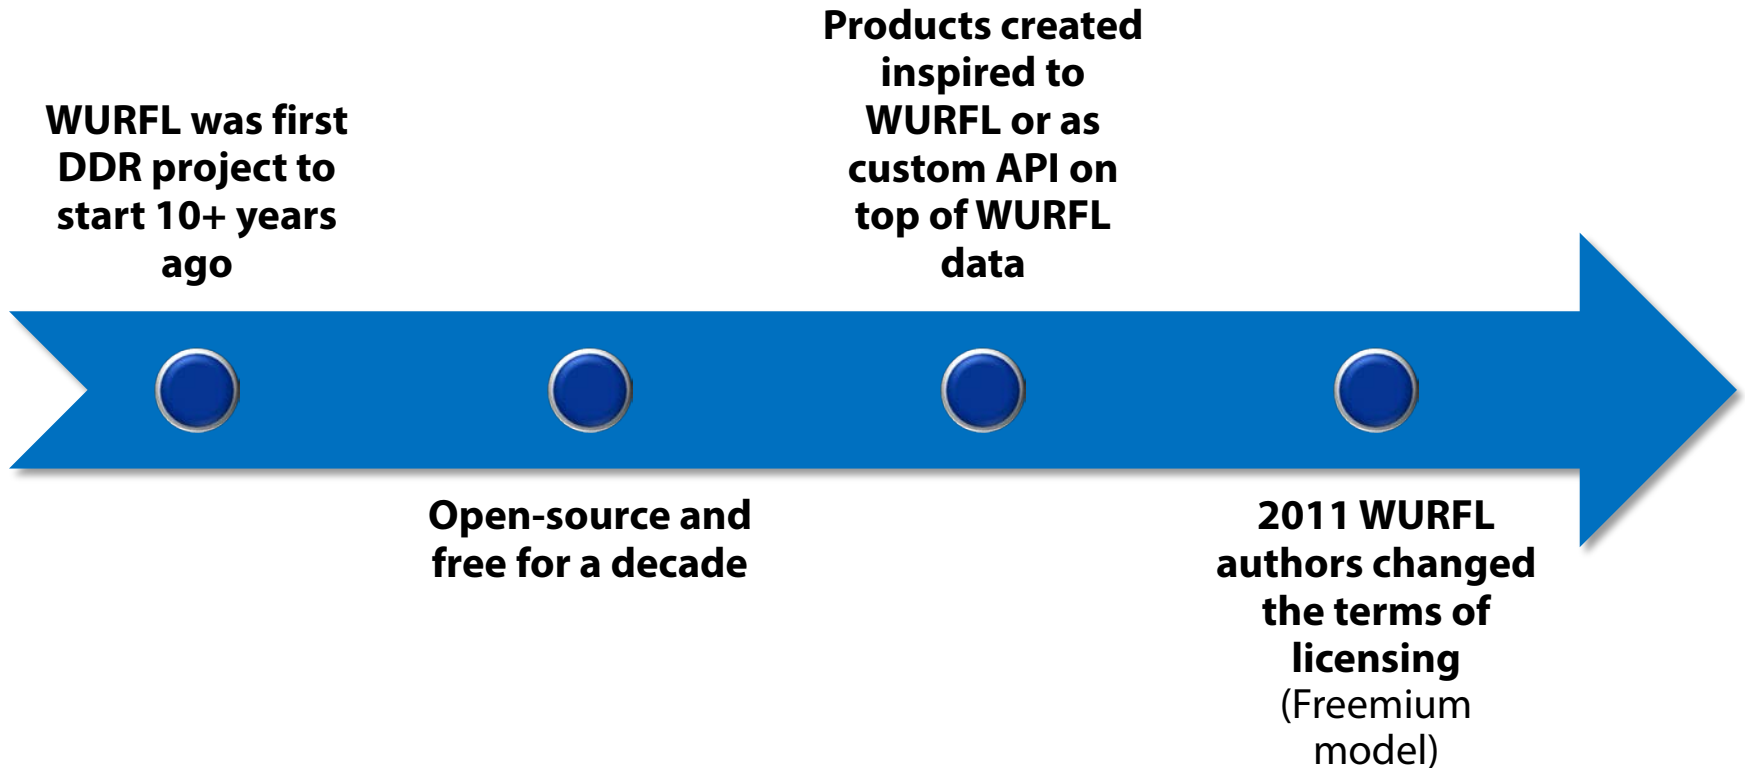 WURFL was first
DDR project to
start 10+ years
ago
Open-source and
free for a decade
Products created
inspired to
WURFL or as
custom API on
top of WURFL
data
2011 WURFL
authors changed
the terms of
licensing
(Freemium
model)